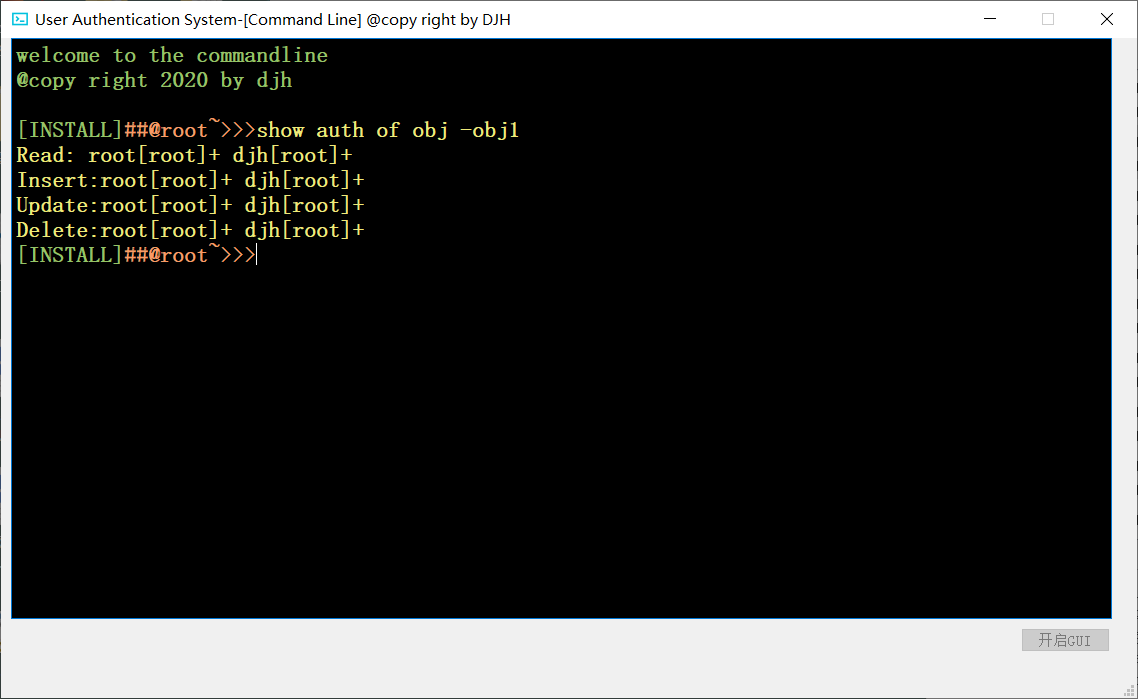 User Authentication System-[Command Line] @copy right by DJH
welcome to the commandline
@copy right 2020 by djh
[INSTALL]##@root~>>>show auth of obj -obj1
Read: root[root]+ djh[root]+
Insert:root[root]+ djh[root]+
Update:root[root]+ djh[root]+
Delete:root[root]+ djh[root]+
[INSTALL]##@root~>>>
开启GUI